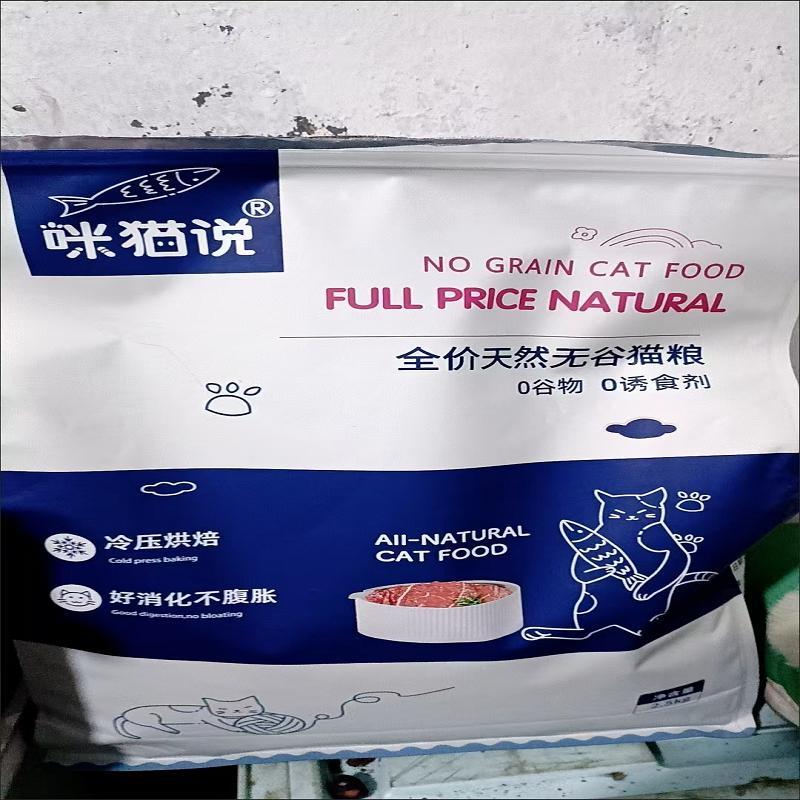 咪猫说®
NO GRAIN CAT FOOD
FULL PRICE NATURAL
全价天然无谷猫粮
0谷物 0诱食剂
冷压烘焙
Cold press baking
好消化不腹胀
Good digestion,no bloating
All-NATURAL
CAT FOOD
净含量
2.5kg